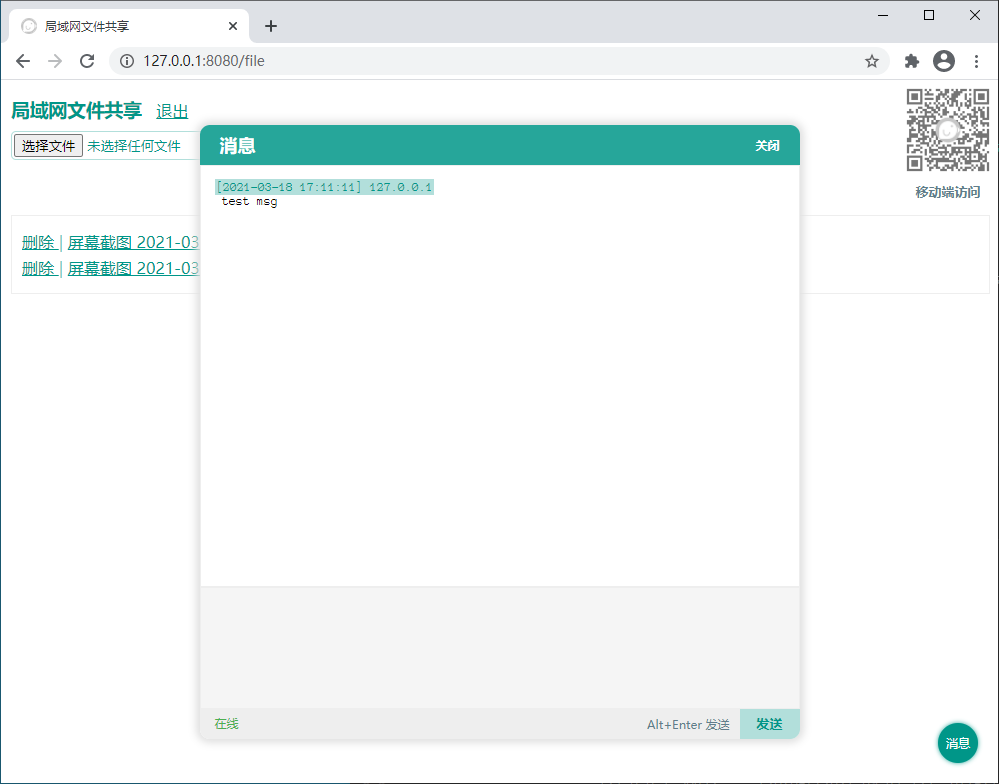 局域网文件共享
127.0.0.1:8080/file
局域网文件共享 退出
选择文件 未选择任何文件
移动端访问
删除 | 屏幕截图 2021-03
删除 | 屏幕截图 2021-03
消息 关闭
[2021-03-18 17:11:11] 127.0.0.1
test msg
在线 Alt+Enter 发送 发送
消息